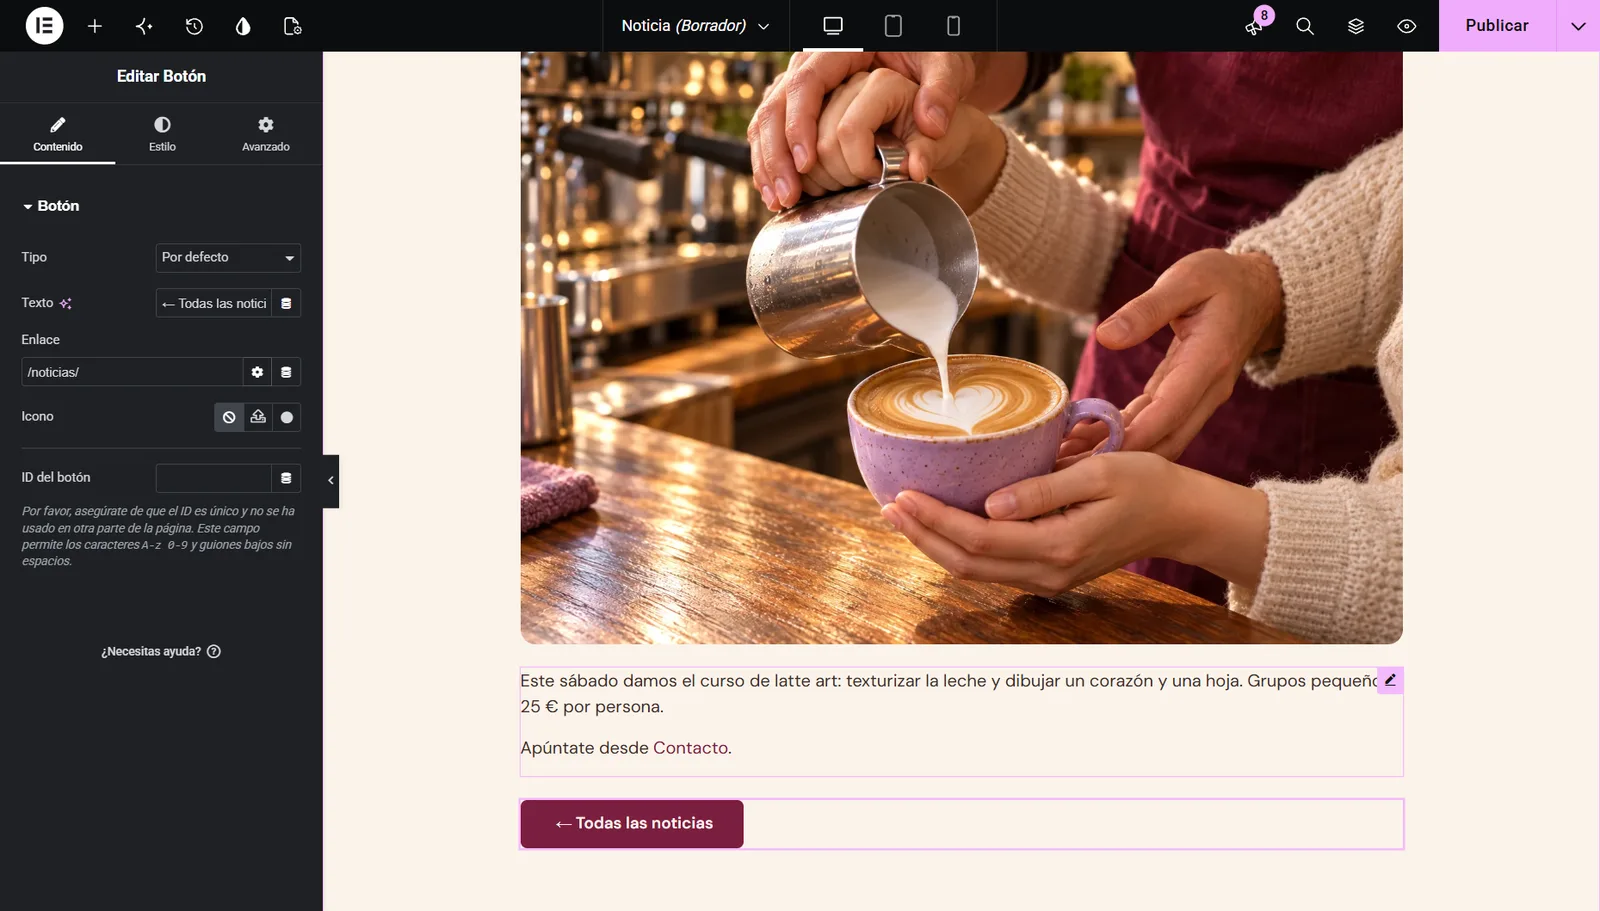 Noticia (Borrador)
8
Publicar
Editar Botón
Contenido
Estilo
Avanzado
Botón
Tipo
Por defecto
Texto
← Todas las notici
Enlace
/noticias/
Icono
ID del botón
Por favor, asegúrate de que el ID es único y no se ha
usado en otra parte de la página. Este campo
permite los caracteres A-z 0-9 y guiones bajos sin
espacios.
¿Necesitas ayuda?
Este sábado damos el curso de latte art: texturizar la leche y dibujar un corazón y una hoja. Grupos pequeño
25 € por persona.
Apúntate desde Contacto.
← Todas las noticias